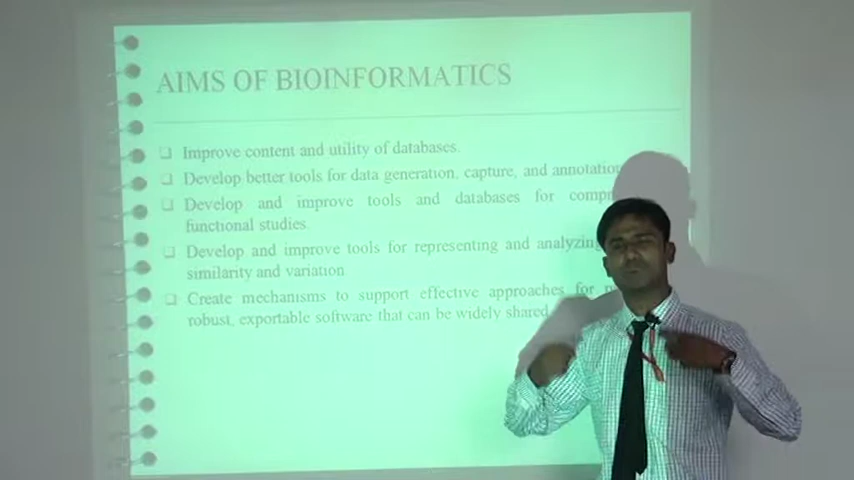 AIMS OF BIOINFORMATICS
❑ Improve content and utility of databases.
❑ Develop better tools for data generation, capture, and annotation
❑ Develop and improve tools and databases for
functional studies.
❑ Develop and improve tools for representing and analyzing
similarity and variation
❑ Create mechanisms to support effective approaches for
robust, exportable software that can be widely shared.